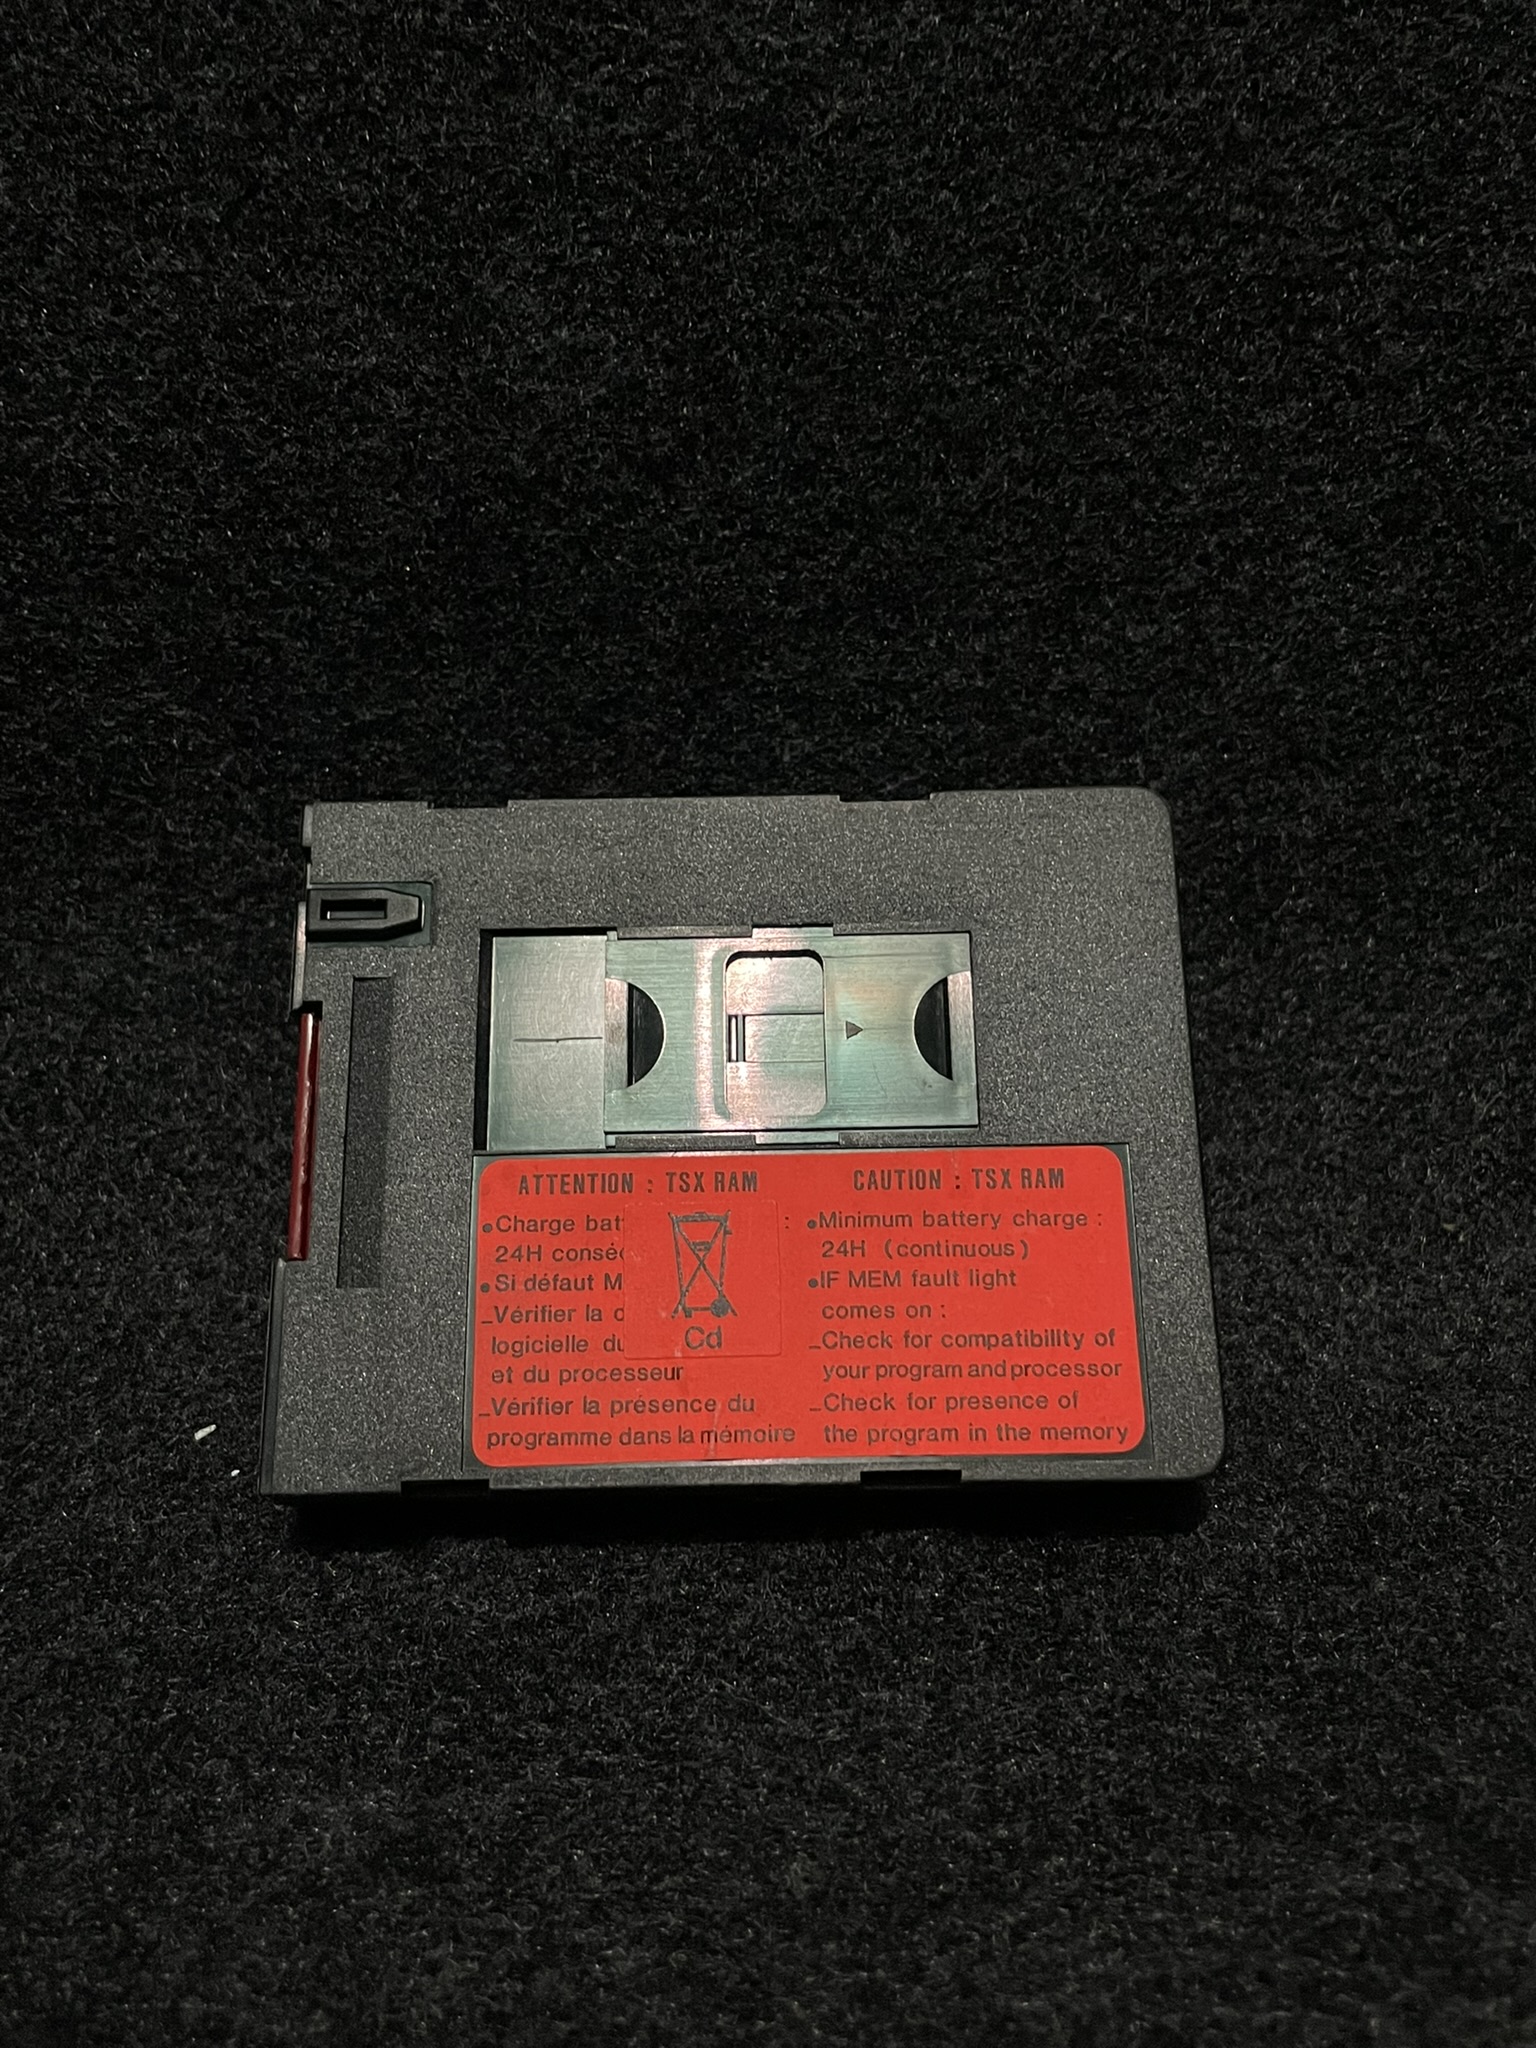 ATTENTION : TSX RAM
●Charge bat :
24H consé
●Si défaut M
_Vérifier la c
logicielle du
et du processeur
_Vérifier la présence du
programme dans la mémoire
Cd
CAUTION : TSX RAM
●Minimum battery charge :
24H (continuous)
●IF MEM fault light
comes on :
_Check for compatibility of
your program and processor
_Check for presence of
the program in the memory